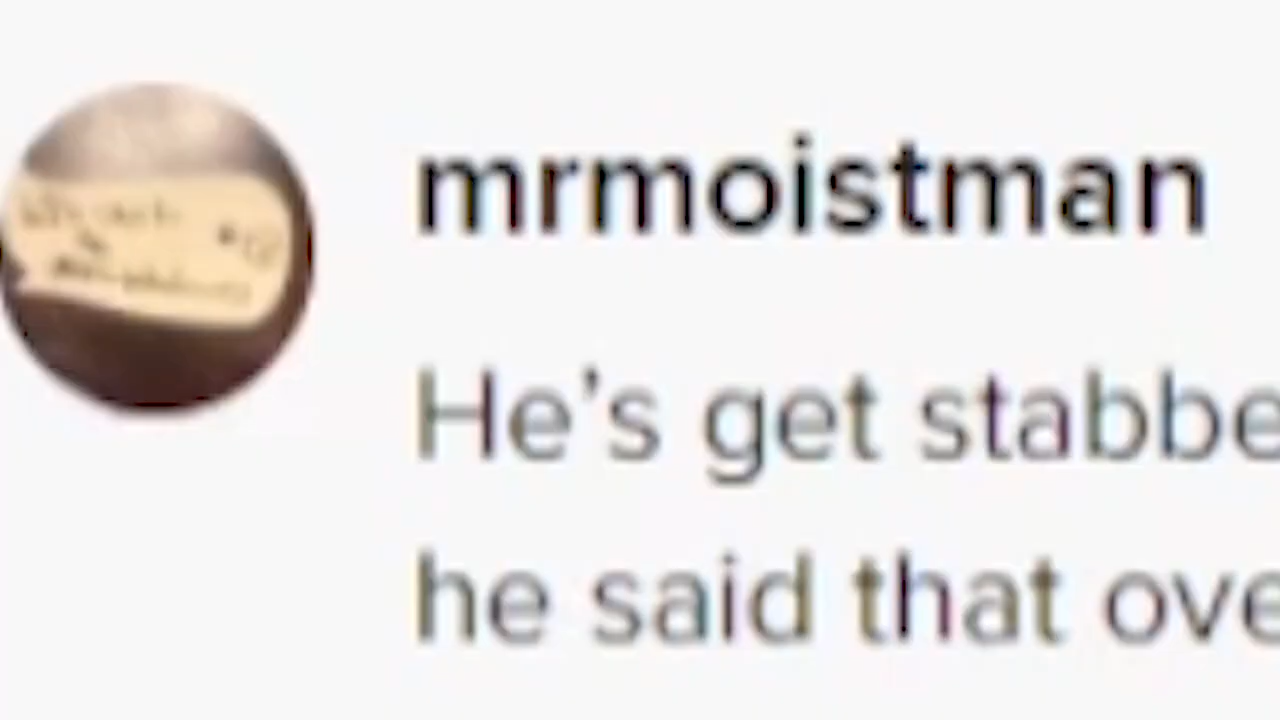 mrmoistman
He's get stabbe
he said that ove